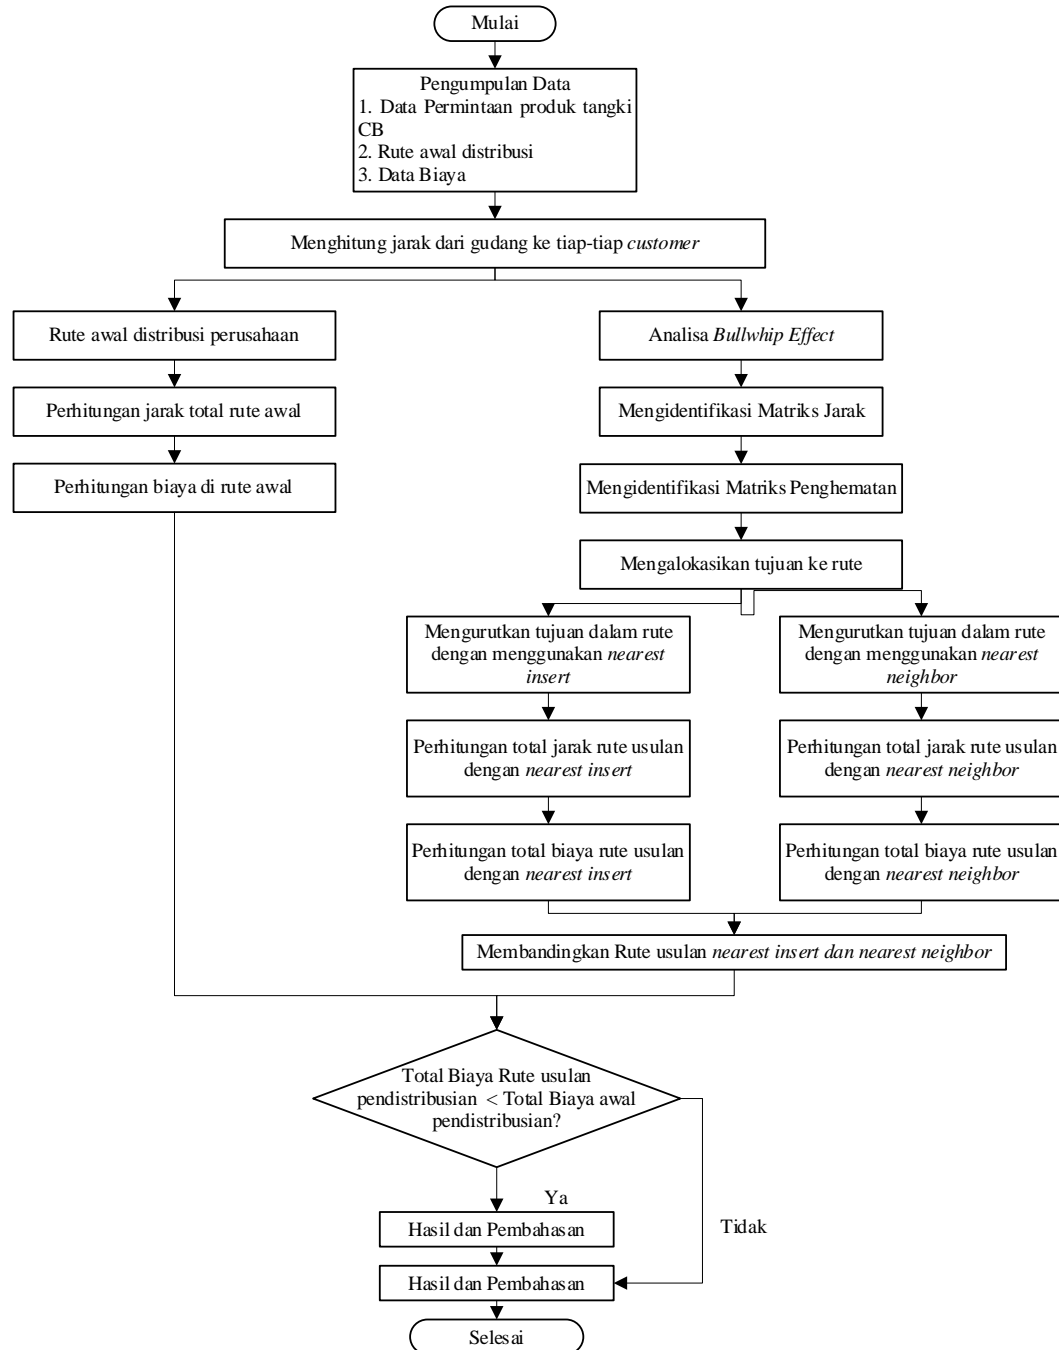 Mulai
Pengumpulan Data
1. Data Permintaan produk tangki
CB
2. Rute awal distribusi
3. Data Biaya
Menghitung jarak dari gudang ke tiap-tiap customer
Rute awal distribusi perusahaan
Perhitungan jarak total rute awal
Perhitungan biaya di rute awal
Analisa Bullwhip Effect
Mengidentifikasi Matriks Jarak
Mengidentifikasi Matriks Penghematan
Mengalokasikan tujuan ke rute
Mengurutkan tujuan dalam rute
dengan menggunakan nearest
insert
Perhitungan total jarak rute usulan
dengan nearest insert
Perhitungan total biaya rute usulan
dengan nearest insert
Mengurutkan tujuan dalam rute
dengan menggunakan nearest
neighbor
Perhitungan total jarak rute usulan
dengan nearest neighbor
Perhitungan total biaya rute usulan
dengan nearest neighbor
Membandingkan Rute usulan nearest insert dan nearest neighbor
Total Biaya Rute usulan
pendistribusian < Total Biaya awal
pendistribusian?
Ya
Tidak
Hasil dan Pembahasan
Hasil dan Pembahasan
Selesai